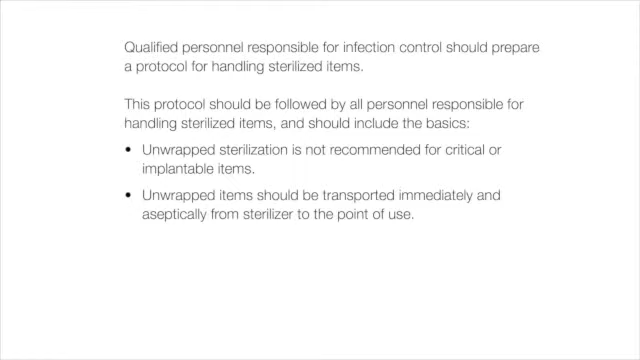 Qualified personnel responsible for infection control should prepare
a protocol for handling sterilized items.
This protocol should be followed by all personnel responsible for
handling sterilized items, and should include the basics:
• Unwrapped sterilization is not recommended for critical or
implantable items.
• Unwrapped items should be transported immediately and
aseptically from sterilizer to the point of use.